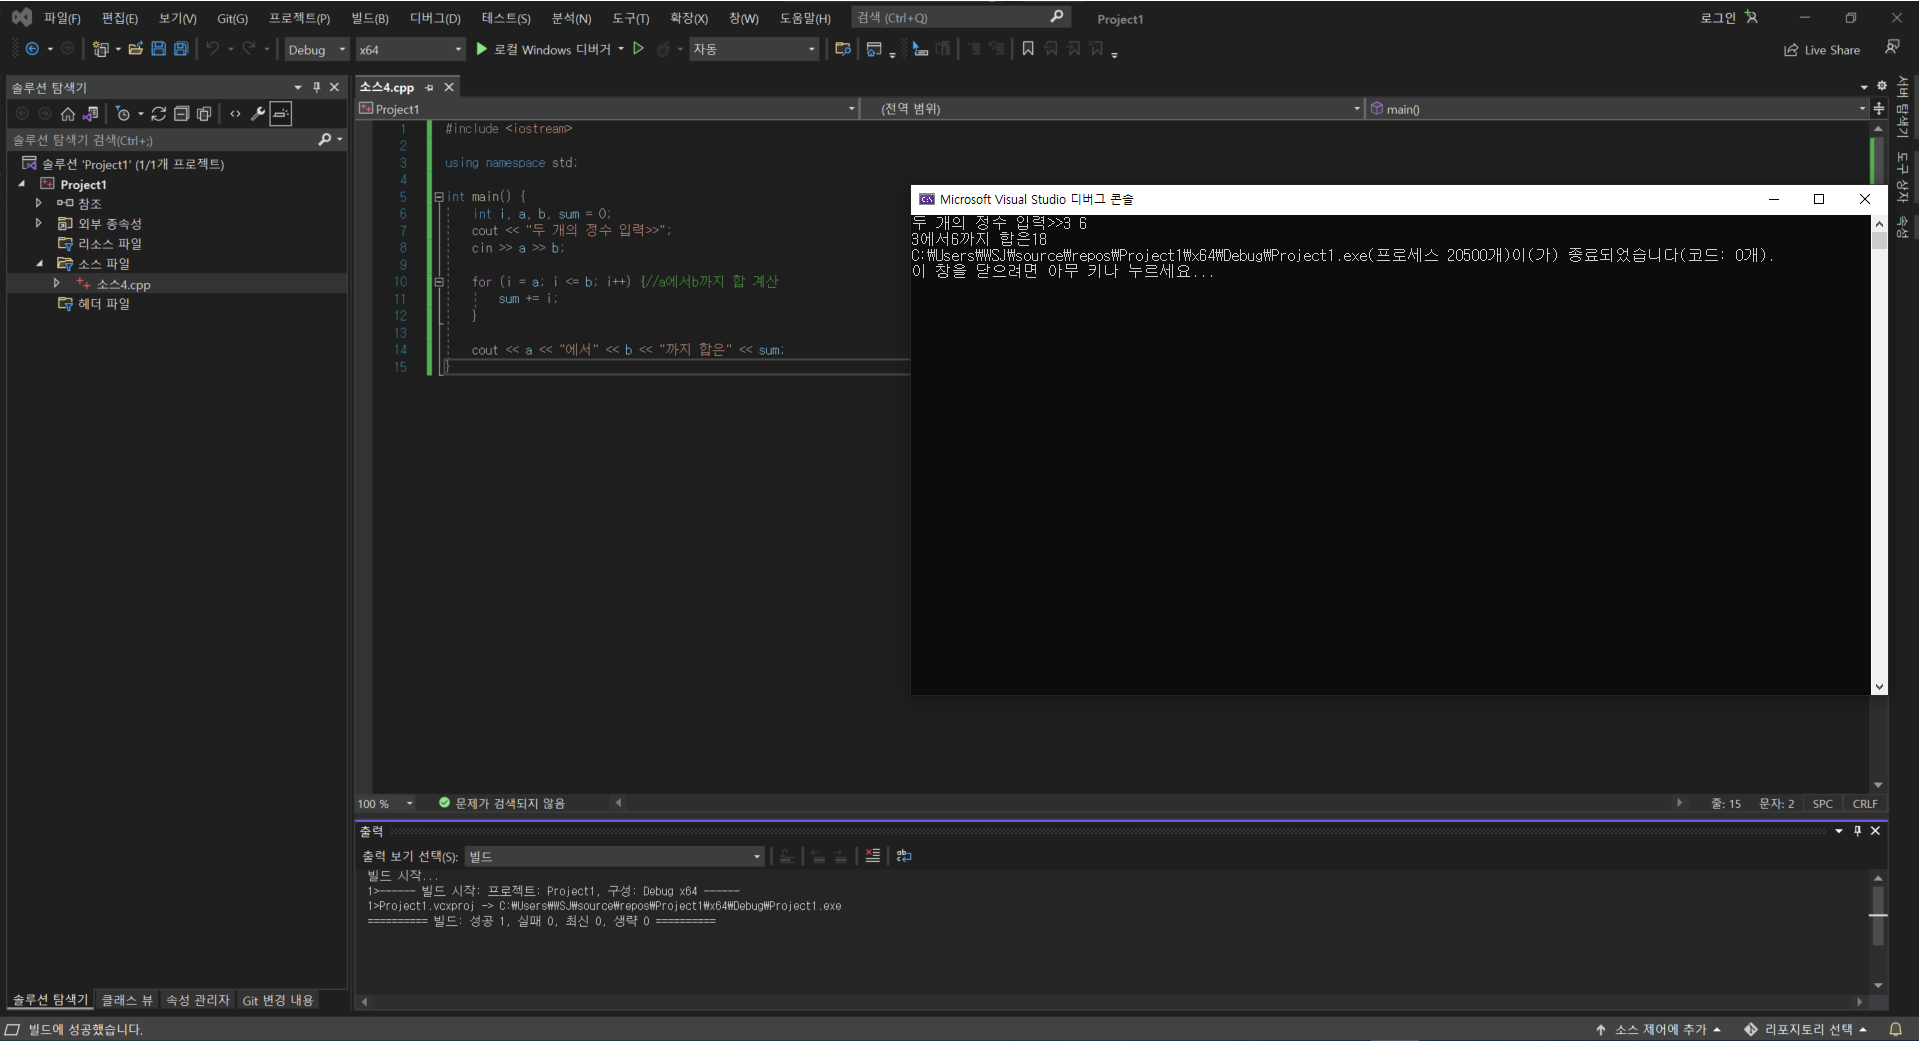 파일(F) 편집(E) 보기(V) Git(G) 프로젝트(P) 빌드(B) 디버그(D) 테스트(S) 분석(N) 도구(T) 확장(X) 창(W) 도움말(H) 검색 (Ctrl+Q) Project1 로그인
Debug x64 로컬 Windows 디버거 자동 Live Share
솔루션 탐색기
솔루션 탐색기 검색(Ctrl+;)
솔루션 'Project1' (1/1개 프로젝트)
Project1
참조
외부 종속성
리소스 파일
소스 파일
소스4.cpp
헤더 파일
솔루션 탐색기 클래스 뷰 속성 관리자 Git 변경 내용
소스4.cpp
Project1 (전역 범위) main()
1 #include <iostream>
2
3 using namespace std;
4
5 int main() {
6 int i, a, b, sum = 0;
7 cout << "두 개의 정수 입력>>";
8 cin >> a >> b;
9
10 for (i = a; i <= b; i++) {//a에서b까지 합 계산
11 sum += i;
12 }
13
14 cout << a << "에서" << b << "까지 합은" << sum;
15 }
Microsoft Visual Studio 디버그 콘솔
두 개의 정수 입력>>3 6
3에서6까지 합은18
C:₩Users₩WSJ₩source₩repos₩Project1₩x64₩Debug₩Project1.exe(프로세스 20500개)이(가) 종료되었습니다(코드: 0개).
이 창을 닫으려면 아무 키나 누르세요...
서버 탐색기
도구 상자
속성
100 % 문제가 검색되지 않음 줄: 15 문자: 2 SPC CRLF
출력
출력 보기 선택(S): 빌드
빌드 시작...
1>------ 빌드 시작: 프로젝트: Project1, 구성: Debug x64 ------
1>Project1.vcxproj -> C:₩Users₩WSJ₩source₩repos₩Project1₩x64₩Debug₩Project1.exe
========== 빌드: 성공 1, 실패 0, 최신 0, 생략 0 ==========
빌드에 성공했습니다. 소스 제어에 추가 리포지토리 선택